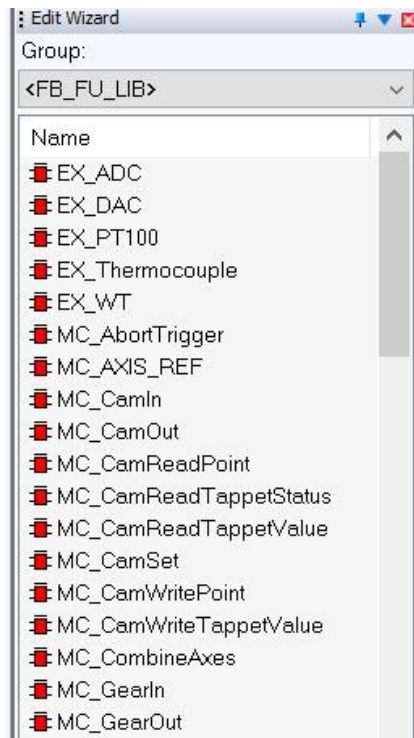 Edit Wizard
Group:
<FB_FU_LIB>
Name
EX_ADC
EX_DAC
EX_PT100
EX_Thermocouple
EX_WT
MC_AbortTrigger
MC_AXIS_REF
MC_CamIn
MC_CamOut
MC_CamReadPoint
MC_CamReadTappetStatus
MC_CamReadTappetValue
MC_CamSet
MC_CamWritePoint
MC_CamWriteTappetValue
MC_CombineAxes
MC_GearIn
MC_GearOut